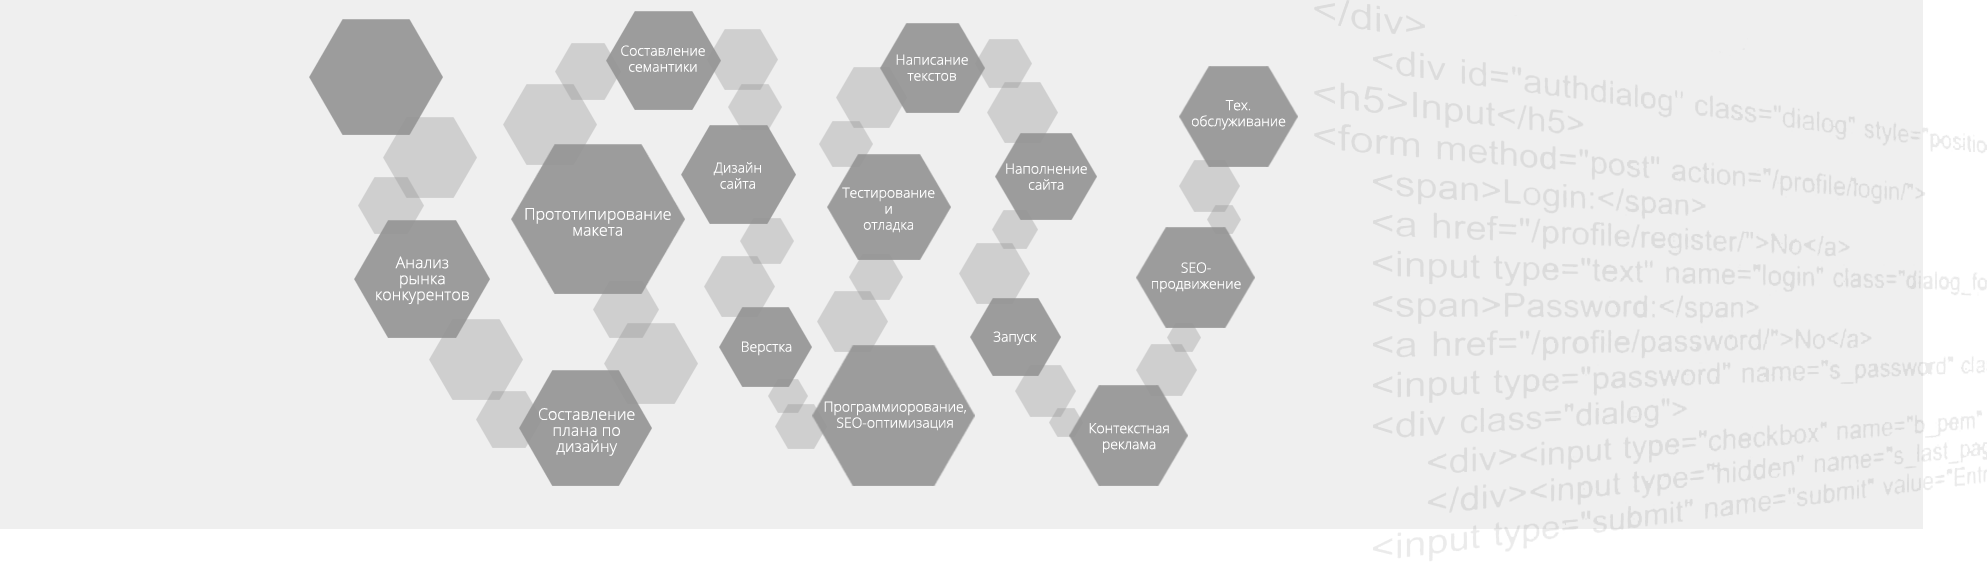 Составление
семантики
Написание
текстов
Тех.
обслуживание
Дизайн
сайта
Наполнение
сайта
Тестирование
и
отладка
Прототипирование
макета
Анализ
рынка
конкурентов
SEO-
продвижение
Верстка
Запуск
Составление
плана по
дизайну
Программиорование,
SEO-оптимизация
Контекстная
реклама
</div>
<div id="authdialog" class="dialog" style="positio
<h5>Input</h5>
<form method="post" action="/profile/login/">
<span>Login:</span>
<a href="/profile/register/">No</a>
<input type="text" name="login" class="dialog_fo
<span>Password:</span>
<a href="/profile/password/">No</a>
<input type="password" name="s_password" cla
<div class="dialog">
<div><input type="checkbox" name="b_pem"
</div><input type="hidden" name="s_last_pag
<input type="submit" name="submit" value="Entr